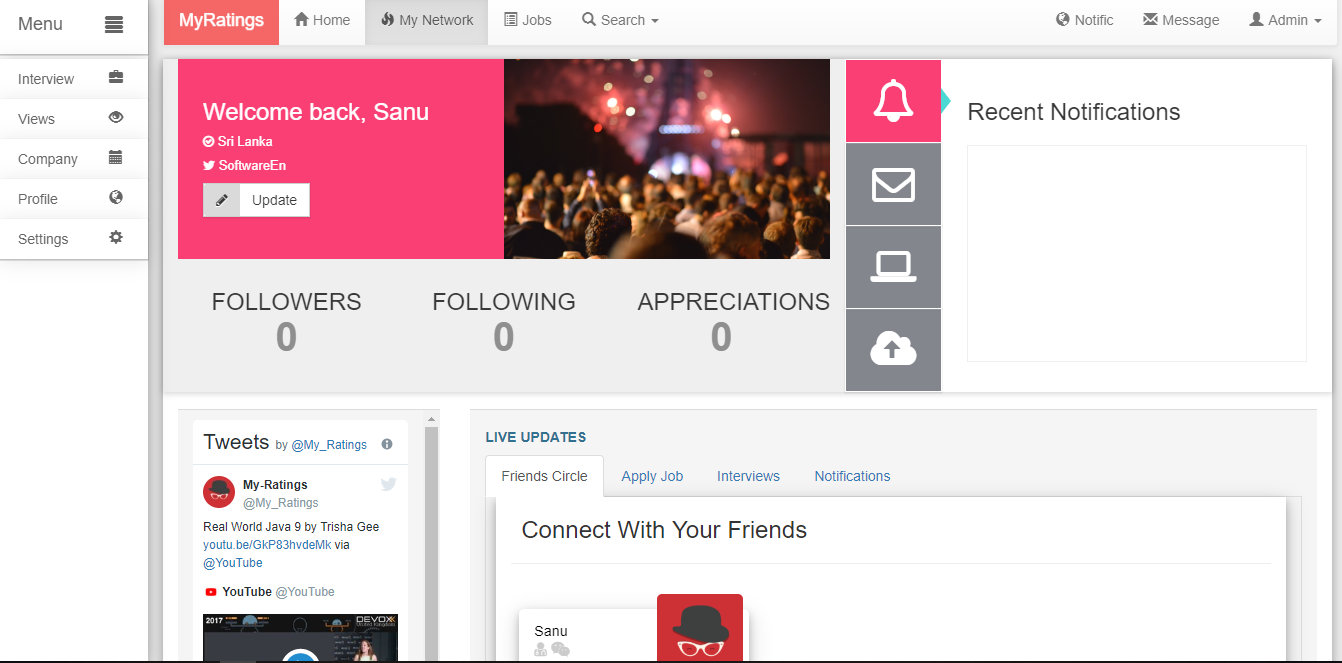 Menu
Interview
Views
Company
Profile
Settings
MyRatings
Home
My Network
Jobs
Search
Notific
Message
Admin
Welcome back, Sanu
Sri Lanka
SoftwareEn
Update
FOLLOWERS
0
FOLLOWING
0
APPRECIATIONS
0
Recent Notifications
Tweets by @My_Ratings
My-Ratings
@My_Ratings
Real World Java 9 by Trisha Gee
youtu.be/GkP83hvdeMk via
@YouTube
YouTube @YouTube
2017
DEVOXX
United Kingdom
LIVE UPDATES
Friends Circle
Apply Job
Interviews
Notifications
Connect With Your Friends
Sanu